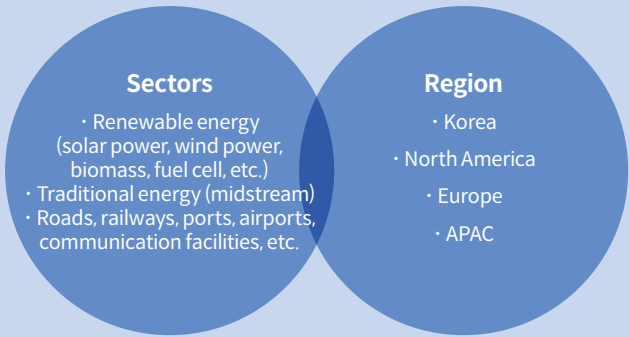 Sectors
· Renewable energy
(solar power, wind power,
biomass, fuel cell, etc.)
· Traditional energy (midstream)
· Roads, railways, ports, airports,
communication facilities, etc.
Region
· Korea
· North America
· Europe
· APAC